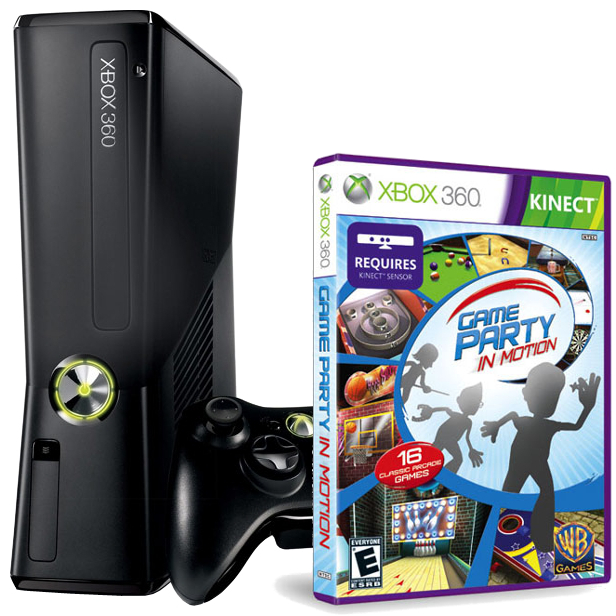 XBOX 360
XBOX 360
GAME PARTY IN MOTION
XBOX 360
KINECT
REQUIRES
KINECT SENSOR
GAME
PARTY
IN MOTION
16
CLASSIC ARCADE
GAMES
EVERYONE
E
ESRB
WB
GAMES